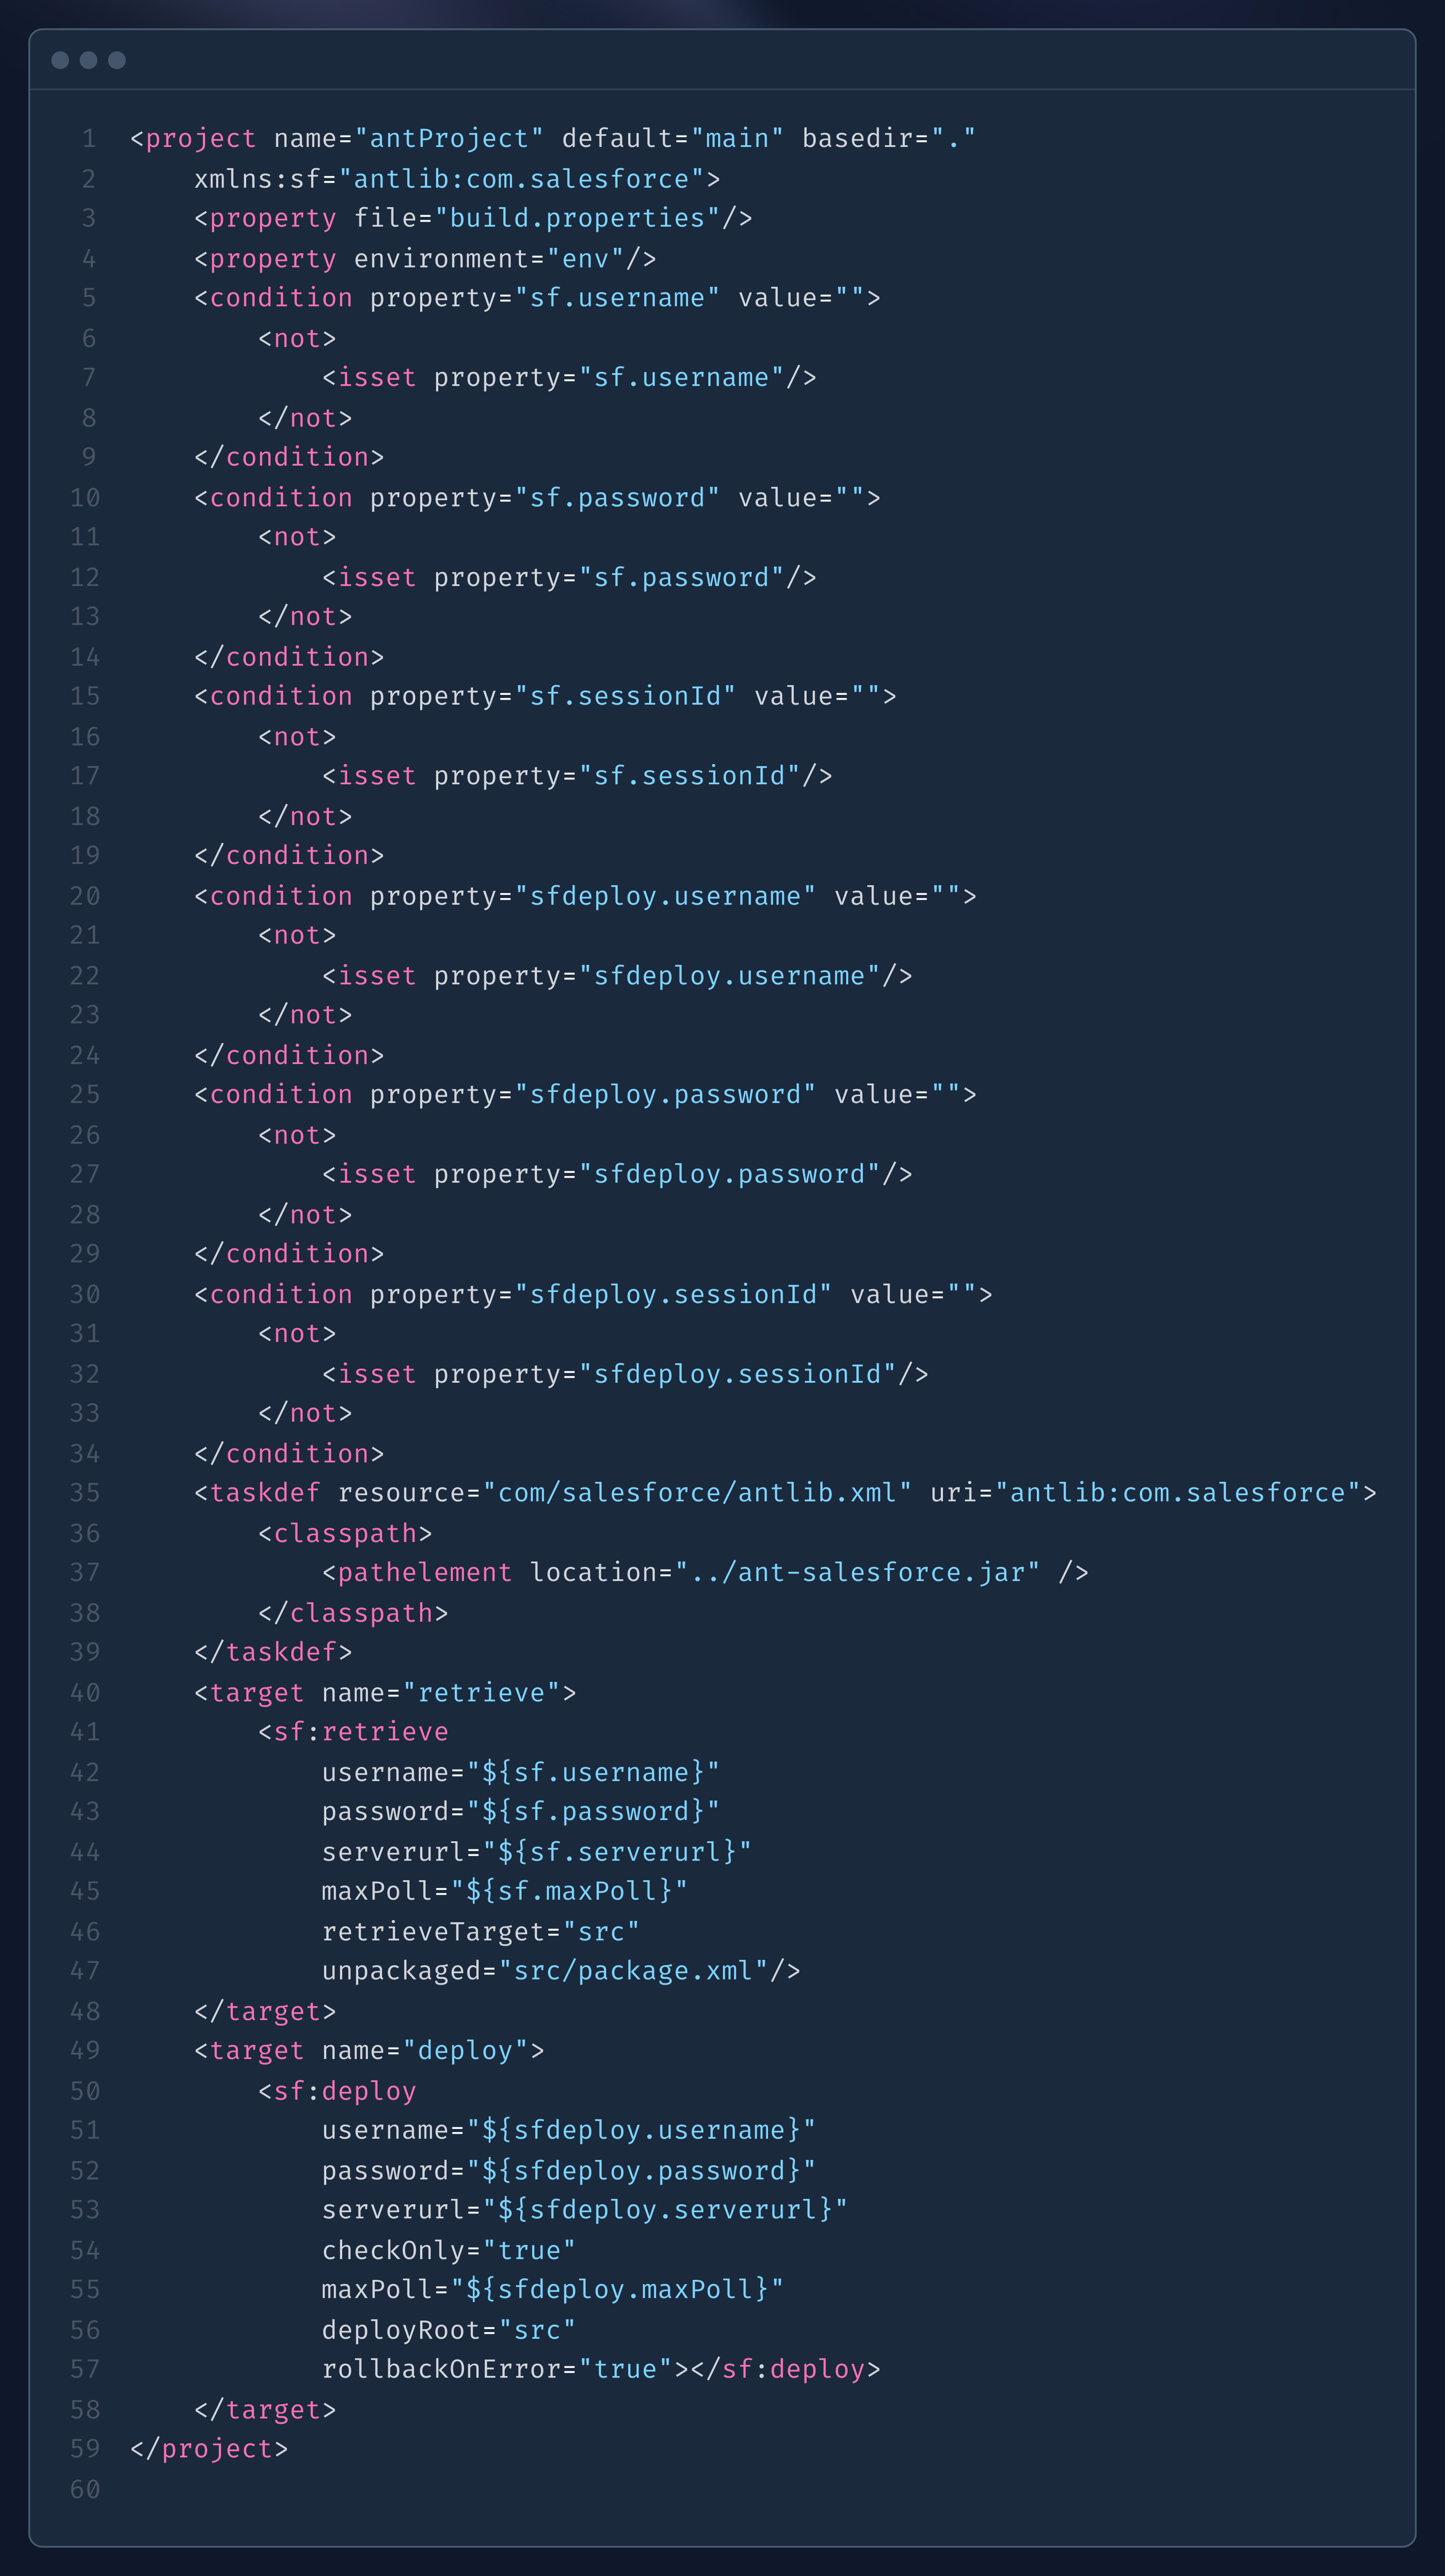 1 <project name="antProject" default="main" basedir="."
2     xmlns:sf="antlib:com.salesforce">
3     <property file="build.properties"/>
4     <property environment="env"/>
5     <condition property="sf.username" value="">
6         <not>
7             <isset property="sf.username"/>
8         </not>
9     </condition>
10     <condition property="sf.password" value="">
11         <not>
12             <isset property="sf.password"/>
13         </not>
14     </condition>
15     <condition property="sf.sessionId" value="">
16         <not>
17             <isset property="sf.sessionId"/>
18         </not>
19     </condition>
20     <condition property="sfdeploy.username" value="">
21         <not>
22             <isset property="sfdeploy.username"/>
23         </not>
24     </condition>
25     <condition property="sfdeploy.password" value="">
26         <not>
27             <isset property="sfdeploy.password"/>
28         </not>
29     </condition>
30     <condition property="sfdeploy.sessionId" value="">
31         <not>
32             <isset property="sfdeploy.sessionId"/>
33         </not>
34     </condition>
35     <taskdef resource="com/salesforce/antlib.xml" uri="antlib:com.salesforce">
36         <classpath>
37             <pathelement location="../ant-salesforce.jar" />
38         </classpath>
39     </taskdef>
40     <target name="retrieve">
41         <sf:retrieve
42             username="${sf.username}"
43             password="${sf.password}"
44             serverurl="${sf.serverurl}"
45             maxPoll="${sf.maxPoll}"
46             retrieveTarget="src"
47             unpackaged="src/package.xml"/>
48     </target>
49     <target name="deploy">
50         <sf:deploy
51             username="${sfdeploy.username}"
52             password="${sfdeploy.password}"
53             serverurl="${sfdeploy.serverurl}"
54             checkOnly="true"
55             maxPoll="${sfdeploy.maxPoll}"
56             deployRoot="src"
57             rollbackOnError="true"></sf:deploy>
58     </target>
59 </project>
60